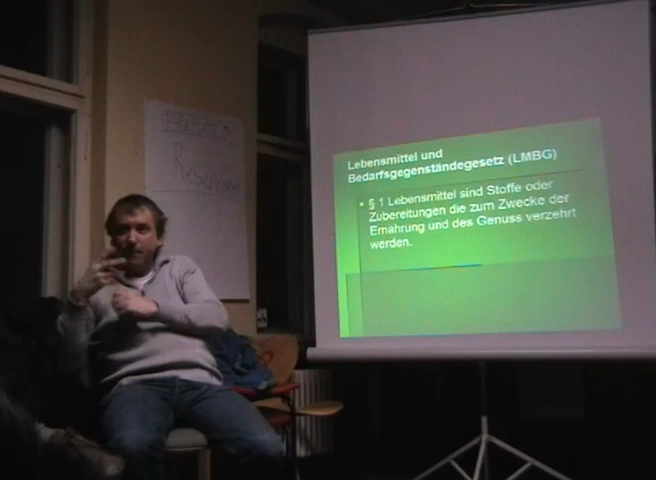 Lebensmittel und
Bedarfsgegenständegesetz (LMBG)
§ 1 Lebensmittel sind Stoffe oder
Zubereitungen die zum Zwecke der
Ernährung und des Genuss verzehrt
werden.